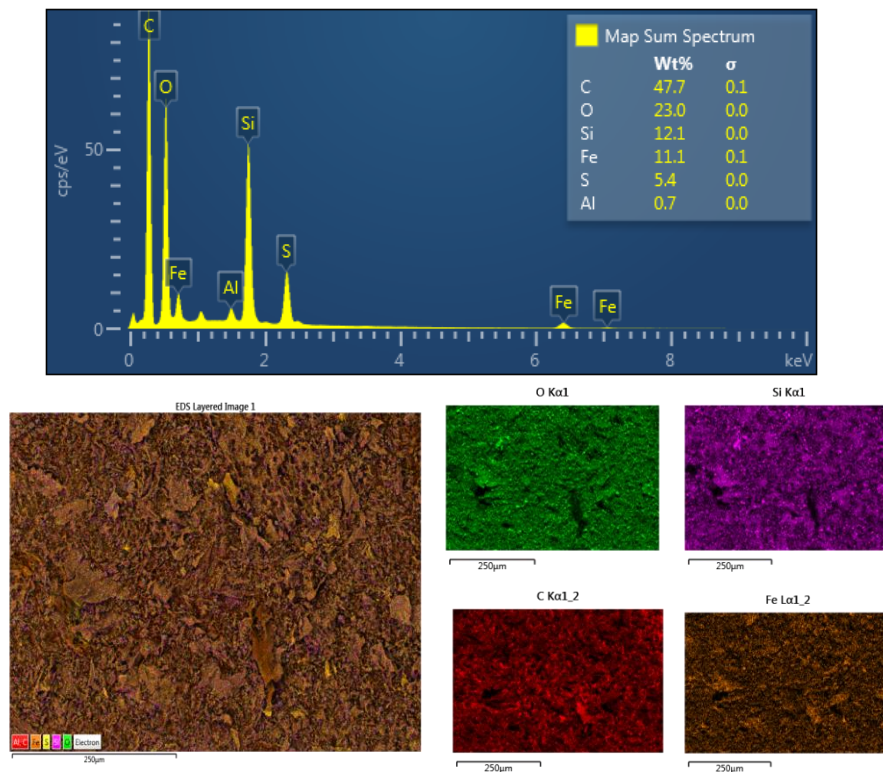 Map Sum Spectrum
Wt% σ
C 47.7 0.1
O 23.0 0.0
Si 12.1 0.0
Fe 11.1 0.1
S 5.4 0.0
Al 0.7 0.0
C
O
Si
S
Fe
Al
Fe
Fe
cps/eV
50
0
0 2 4 6 8 keV
EDS Layered Image 1
Fe S O Electron
250μm
O Kα1
250μm
Si Kα1
250μm
C Kα1_2
250μm
Fe Lα1_2
250μm